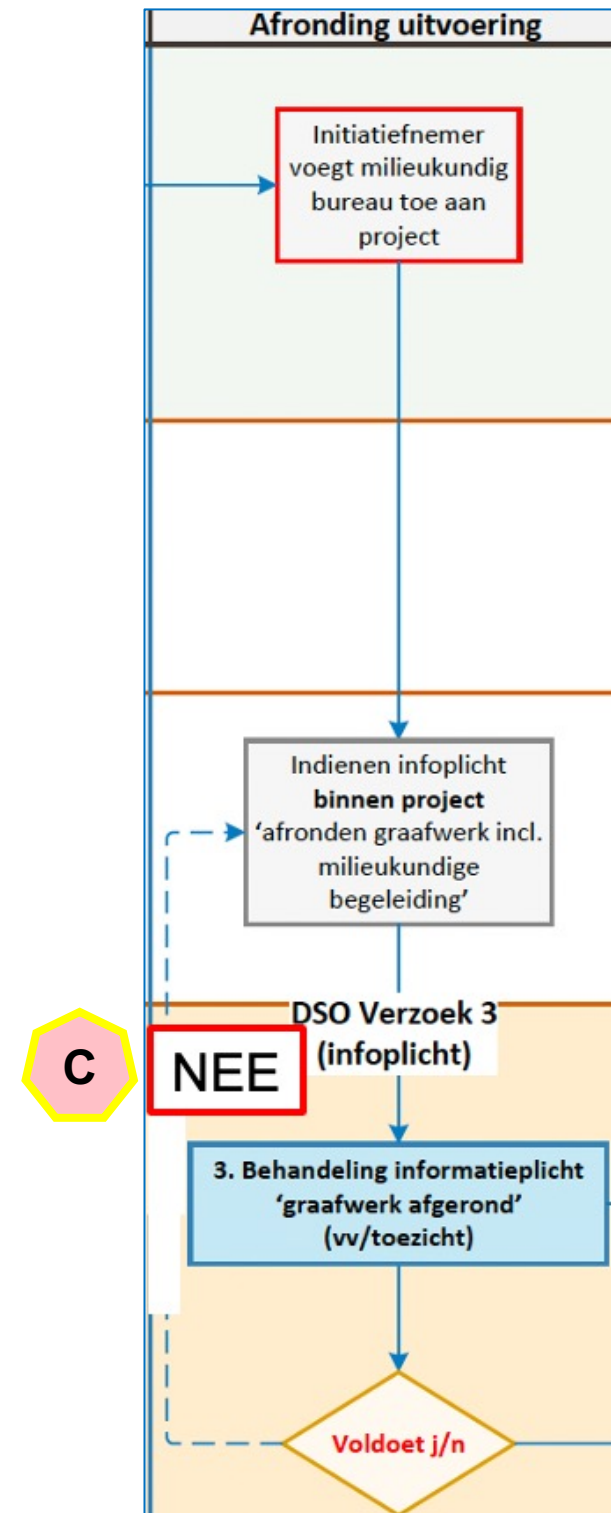 Afronding uitvoering
Initiatiefnemer
voegt milieukundig
bureau toe aan
project
Indienen infoplicht
binnen project
‘afronden graafwerk incl.
milieukundige
begeleiding’
DSO Verzoek 3
(infoplicht)
C
NEE
3. Behandeling informatieplicht
‘graafwerk afgerond’
(vv/toezicht)
Voldoet j/n